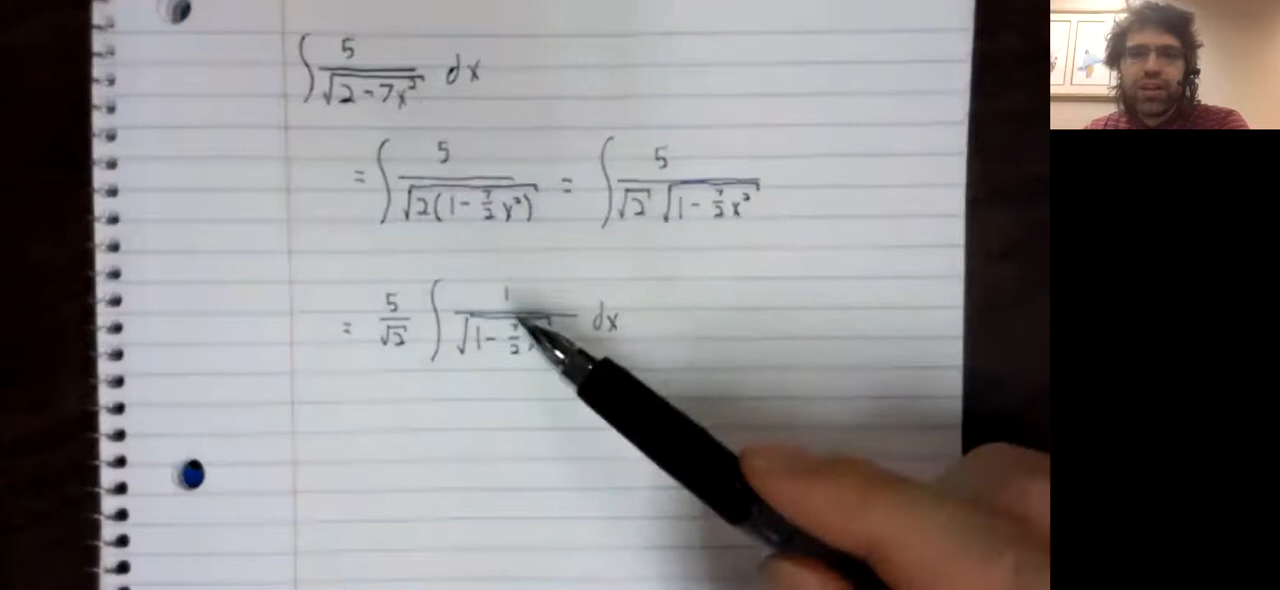 ∫ 5/√(2-7x²) dx
= ∫ 5/√(2(1-7/2 x²)) = ∫ 5/(√2 √(1-7/2 x²))
= 5/√2 ∫ 1/√(1-7/2 dx